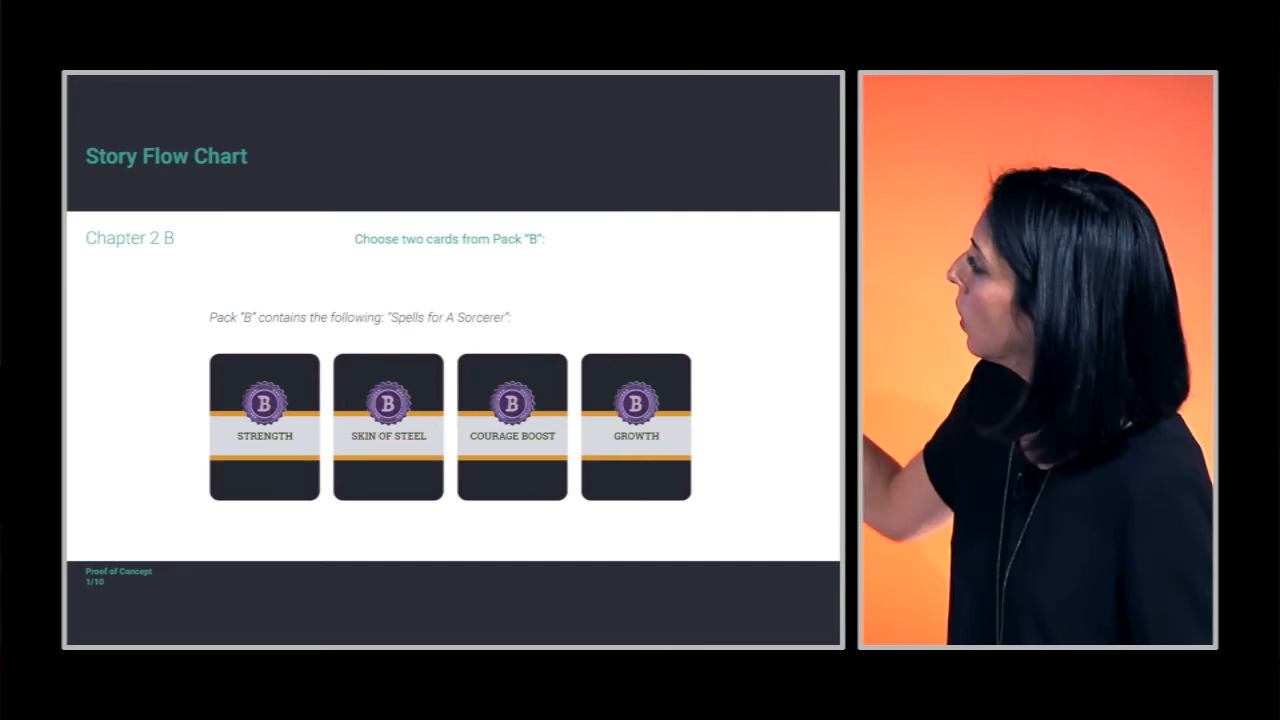 Story Flow Chart
Chapter 2 B
Choose two cards from Pack “B”:
Pack “B” contains the following: “Spells for A Sorcerer”:
B
B
B
B
STRENGTH
SKIN OF STEEL
COURAGE BOOST
GROWTH
Proof of Concept
1/10